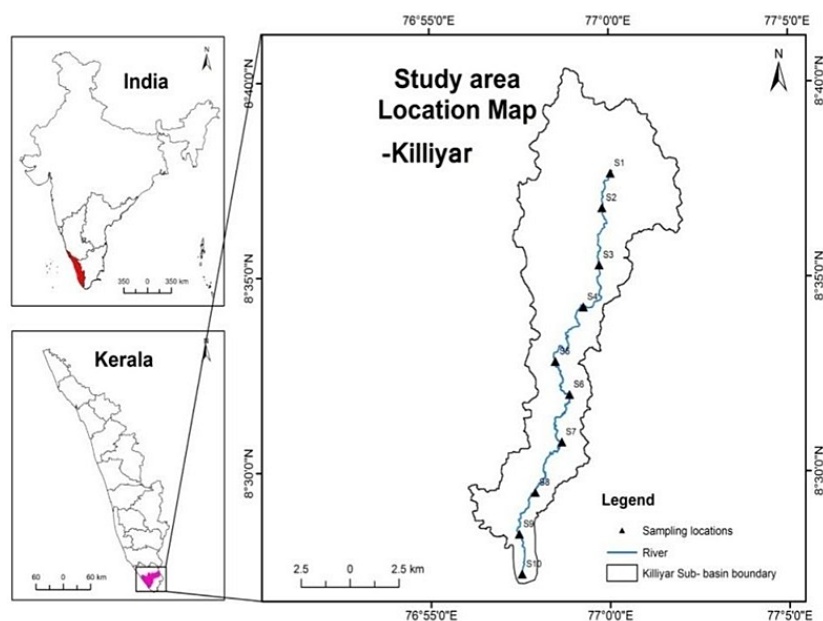 India
N
350 0 350 km
Kerala
N
60 0 60 km
76°55'0"E 77°0'0"E 77°5'0"E
8°40'0"N
8°35'0"N
8°30'0"N
Study area
Location Map
-Killiyar
N
S1
S2
S3
S4
S5
S6
S7
S8
S9
S10
Legend
Sampling locations
River
Killiyar Sub- basin boundary
2.5 0 2.5 km
8°40'0"N
8°35'0"N
8°30'0"N
76°55'0"E 77°0'0"E 77°5'0"E